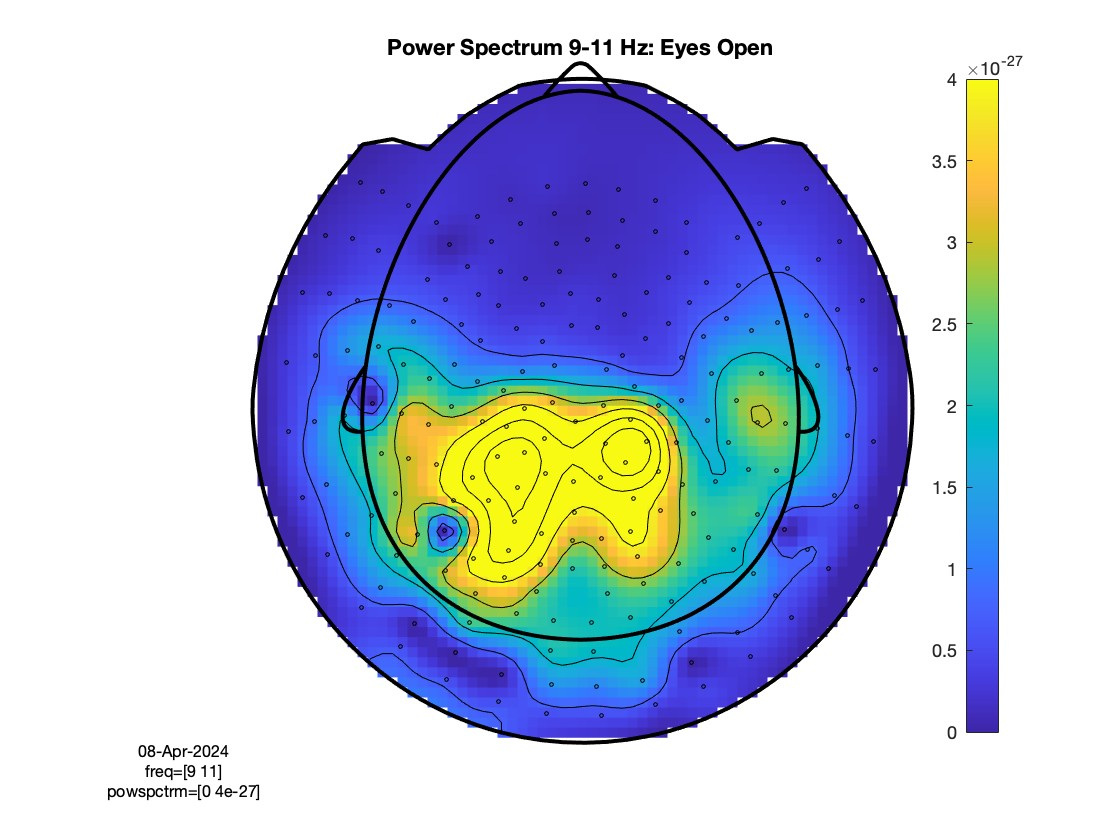 Power Spectrum 9-11 Hz: Eyes Open
×10-27
4
3.5
3
2.5
2
1.5
1
0.5
0
08-Apr-2024
freq=[9 11]
powspctrm=[0 4e-27]